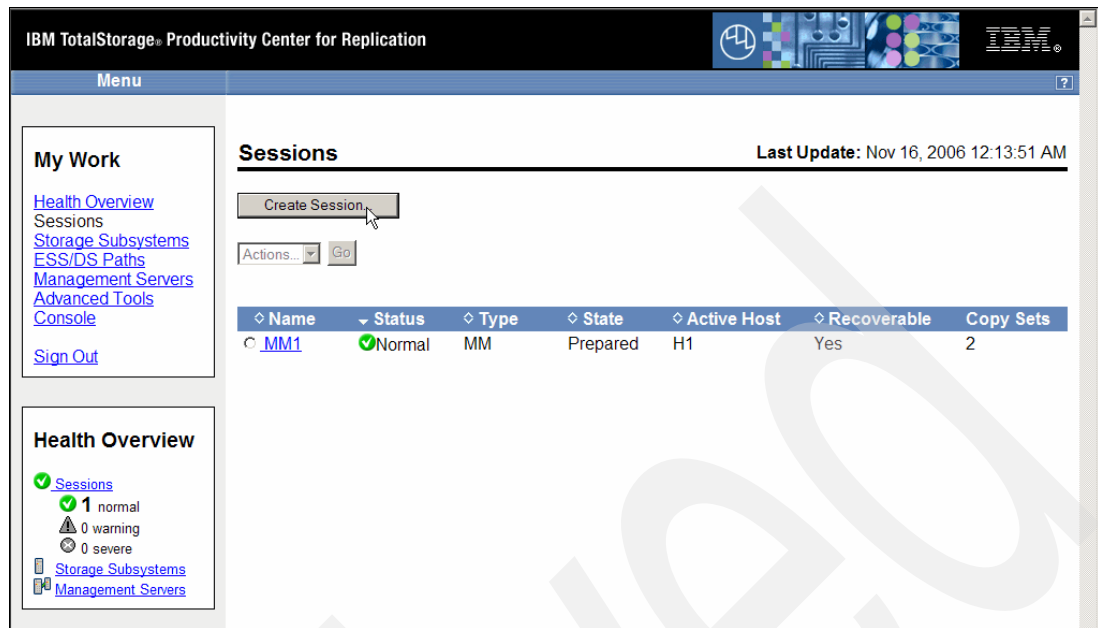 IBM TotalStorage® Productivity Center for Replication
IBM®
Menu
?
My Work
Health Overview
Sessions
Storage Subsystems
ESS/DS Paths
Management Servers
Advanced Tools
Console
Sign Out
Health Overview
Sessions
1 normal
0 warning
0 severe
Storage Subsystems
Management Servers
Sessions
Last Update: Nov 16, 2006 12:13:51 AM
Create Session...
Actions... Go
Name Status Type State Active Host Recoverable Copy Sets
MM1 Normal MM Prepared H1 Yes 2